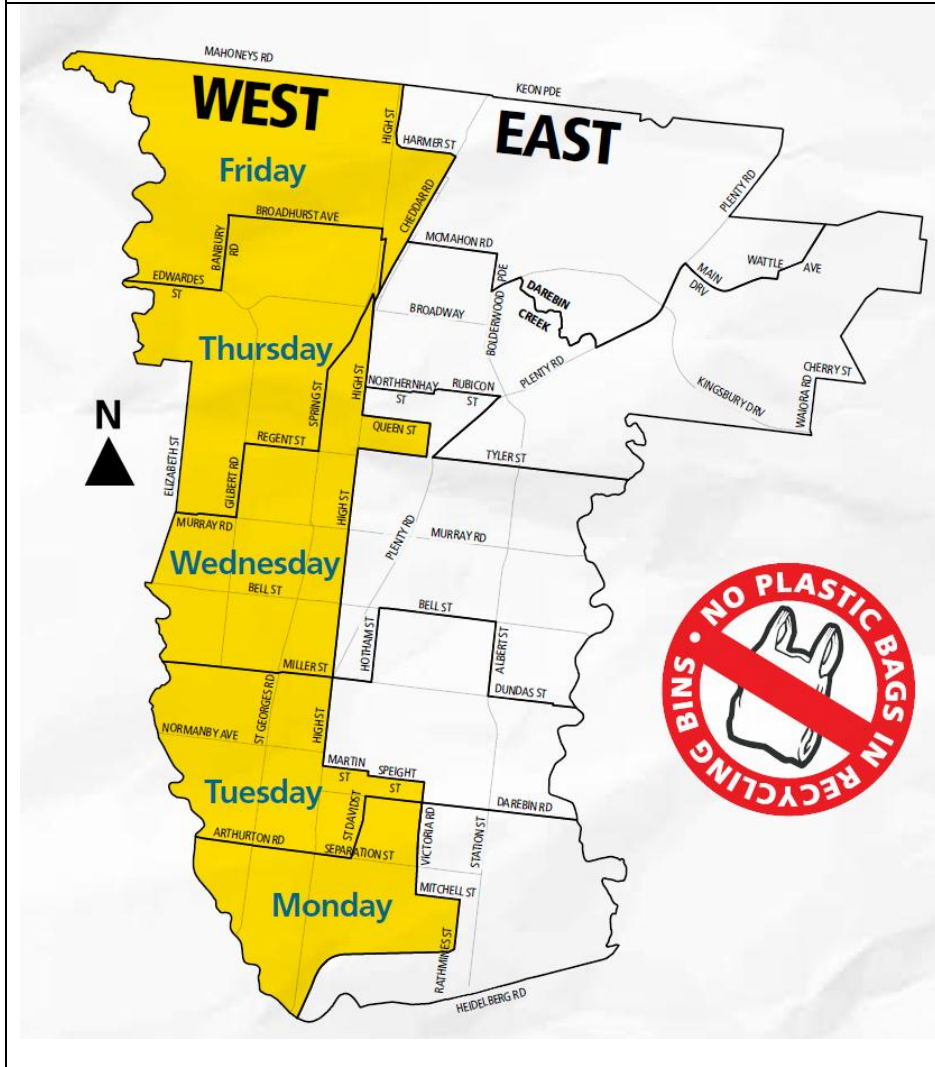 MAHONEYS RD
KEON PDE
WEST
EAST
HIGH ST
HARMER ST
Friday
CHEDDAR RD
PLENTY RD
BROADHURST AVE
BANBURY
RD
MCMAHON RD
WATTLE
AVE
MAIN
DRV
EDWARDES
ST
BOLDERWOOD PDE
DAREBIN
CREEK
BROADWAY
Thursday
PLENTY RD
CHERRY ST
NORTHERNHAY
ST
RUBICON
ST
KINGSBURY DRV
WAIORA RD
SPRING ST
HIGH ST
N
QUEEN ST
REGENT ST
TYLER ST
ELIZABETH ST
GILBERT RD
HIGH ST
MURRAY RD
PLENTY RD
MURRAY RD
Wednesday
BELL ST
BELL ST
HOTHAM ST
ALBERT ST
MILLER ST
DUNDAS ST
ST GEORGES RD
NORMANBY AVE
HIGH ST
MARTIN
ST
SPEIGHT
ST
Tuesday
ST DAVID ST
DAREBIN RD
ARTHURTON RD
SEPARATION ST
VICTORIA RD
STATION ST
Monday
MITCHELL ST
RATHMINES ST
HEIDELBERG RD
• NO PLASTIC BAGS IN RECYCLING BINS